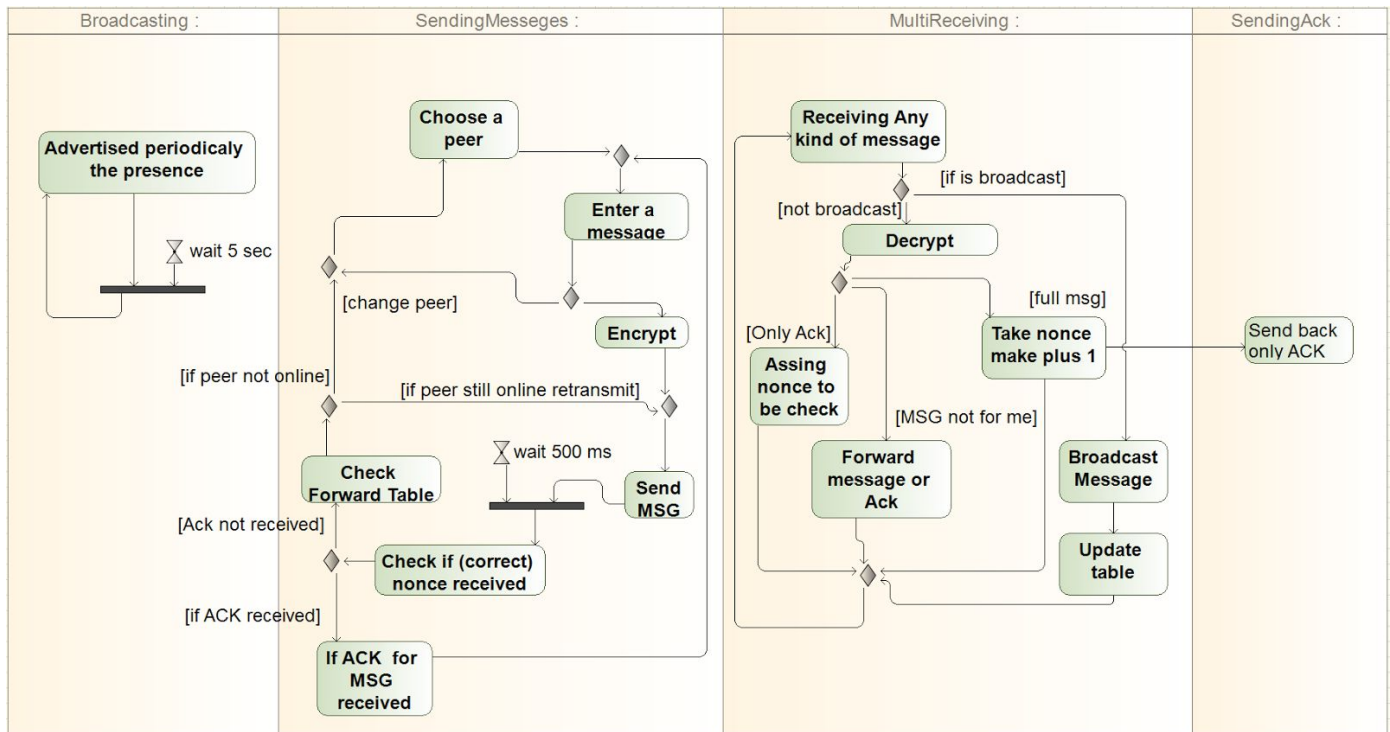 Broadcasting :
SendingMesseges :
MultiReceiving :
SendingAck :
Advertised periodicaly
the presence
wait 5 sec
Choose a
peer
Enter a
message
[change peer]
Encrypt
[if peer not online]
[if peer still online retransmit]
wait 500 ms
Check
Forward Table
Send
MSG
[Ack not received]
Check if (correct)
nonce received
[if ACK received]
If ACK for
MSG
received
Receiving Any
kind of message
[if is broadcast]
[not broadcast]
Decrypt
[full msg]
[Only Ack]
Take nonce
make plus 1
Assing
nonce to
be check
[MSG not for me]
Forward
message or
Ack
Broadcast
Message
Update
table
Send back
only ACK